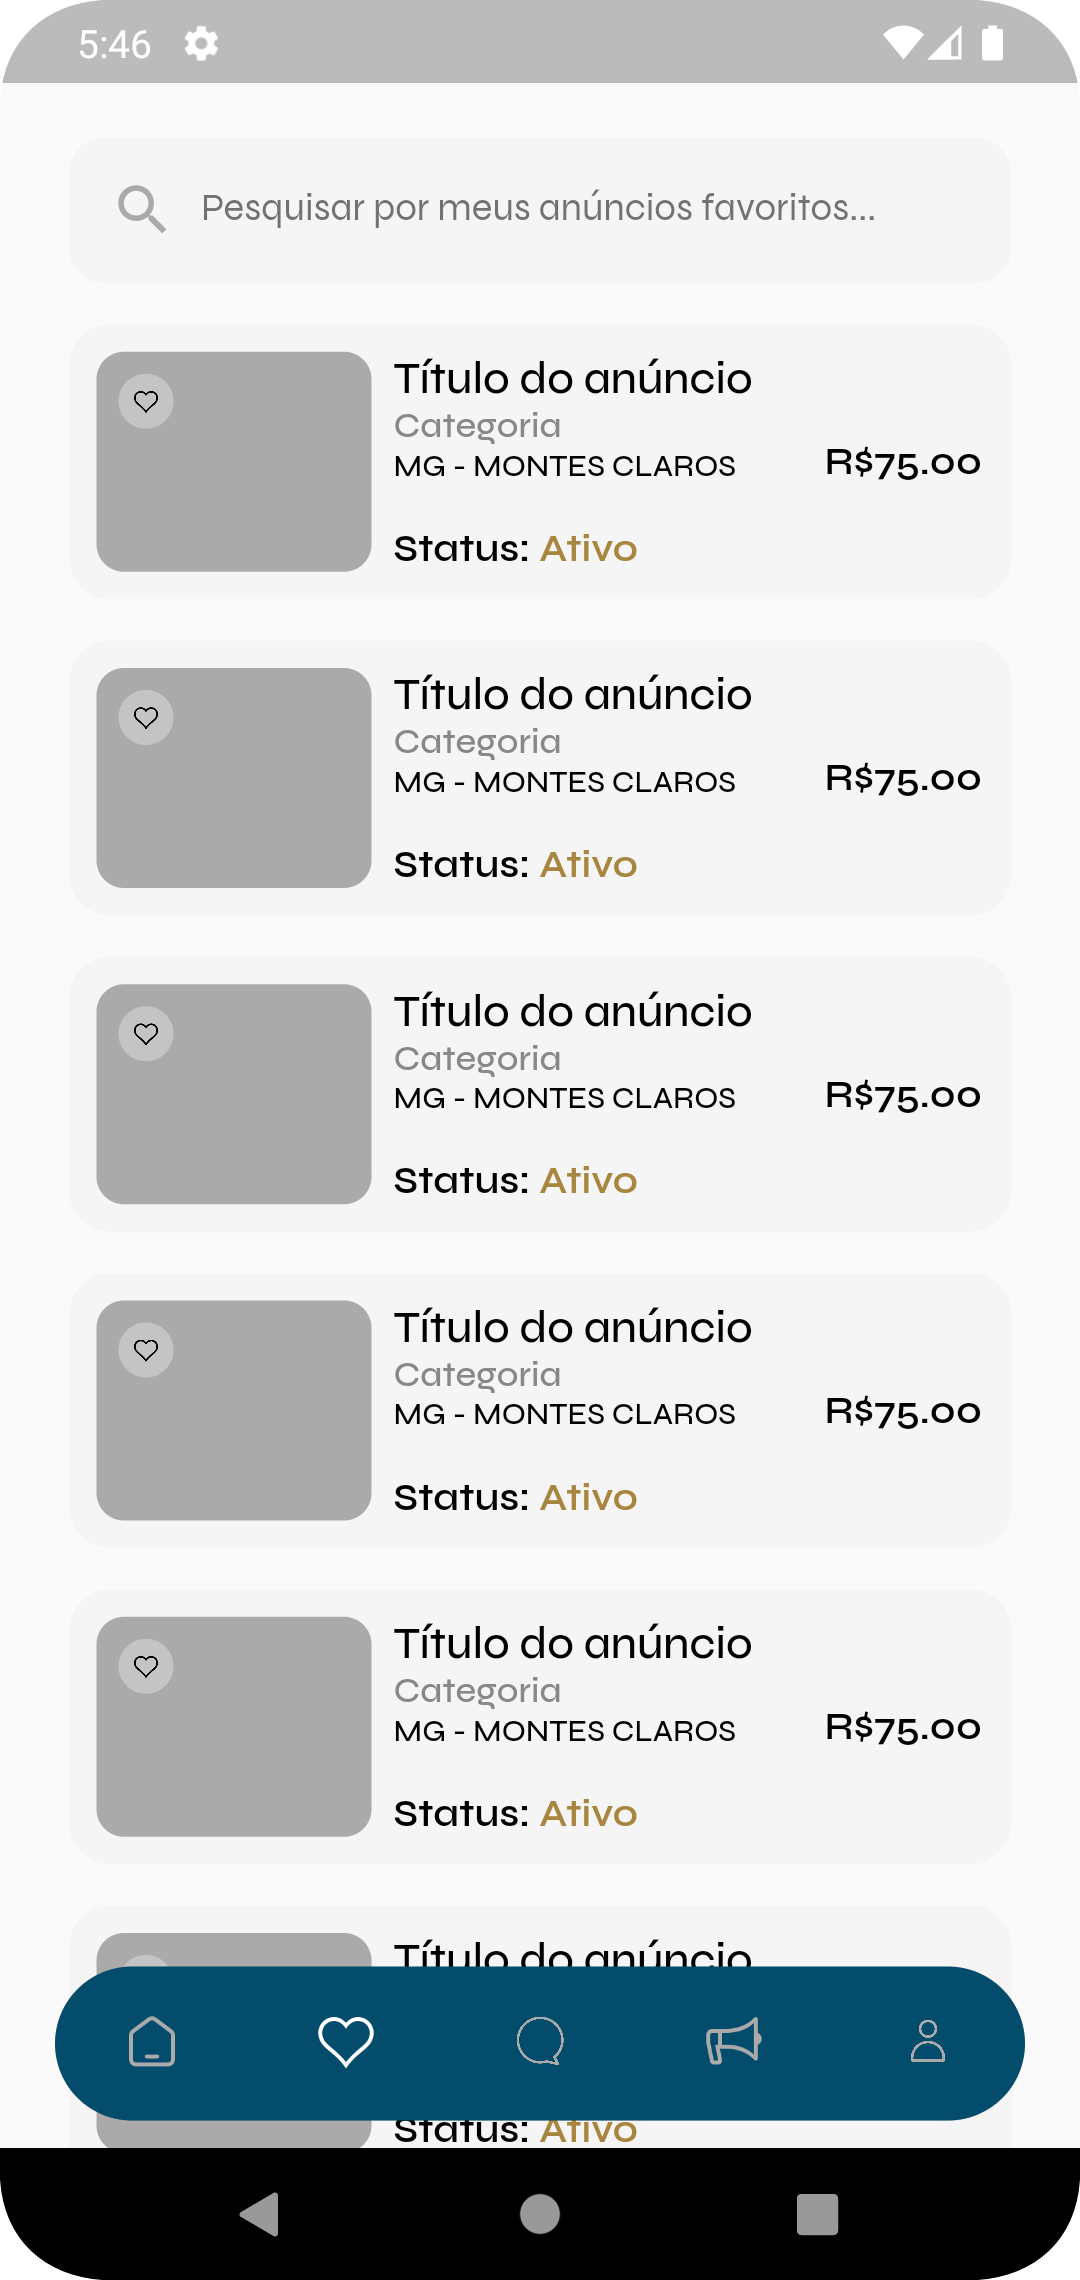 5:46
Pesquisar por meus anúncios favoritos...
Título do anúncio
Categoria
MG - MONTES CLAROS
R$75.00
Status: Ativo
Título do anúncio
Categoria
MG - MONTES CLAROS
R$75.00
Status: Ativo
Título do anúncio
Categoria
MG - MONTES CLAROS
R$75.00
Status: Ativo
Título do anúncio
Categoria
MG - MONTES CLAROS
R$75.00
Status: Ativo
Título do anúncio
Categoria
MG - MONTES CLAROS
R$75.00
Status: Ativo
Título do anúncio
Status: Ativo